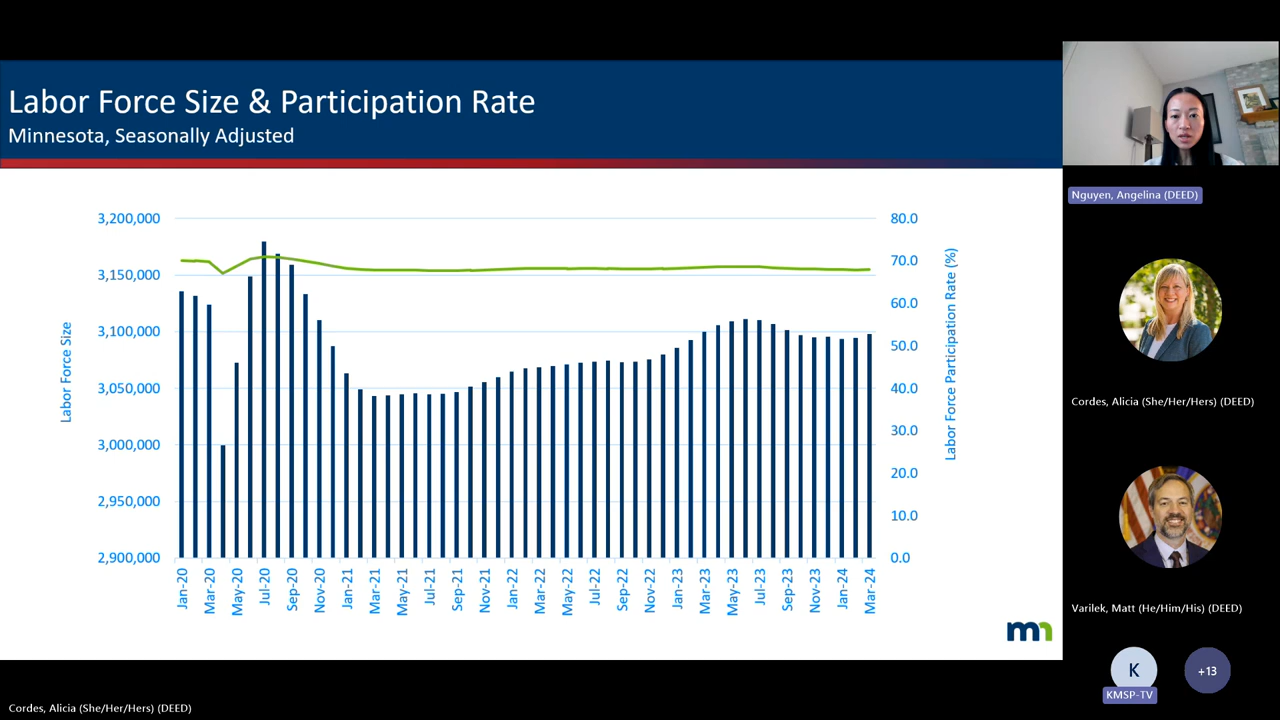 Labor Force Size & Participation Rate
Minnesota, Seasonally Adjusted
Labor Force Size
3,200,000
3,150,000
3,100,000
3,050,000
3,000,000
2,950,000
2,900,000
80.0
70.0
60.0
50.0
40.0
30.0
20.0
10.0
0.0
Labor Force Participation Rate (%)
Jan-20
Mar-20
May-20
Jul-20
Sep-20
Nov-20
Jan-21
Mar-21
May-21
Jul-21
Sep-21
Nov-21
Jan-22
Mar-22
May-22
Jul-22
Sep-22
Nov-22
Jan-23
Mar-23
May-23
Jul-23
Sep-23
Nov-23
Jan-24
Mar-24
mn
Nguyen, Angelina (DEED)
Cordes, Alicia (She/Her/Hers) (DEED)
Varilek, Matt (He/Him/His) (DEED)
K
+13
KMSP-TV
Cordes, Alicia (She/Her/Hers) (DEED)